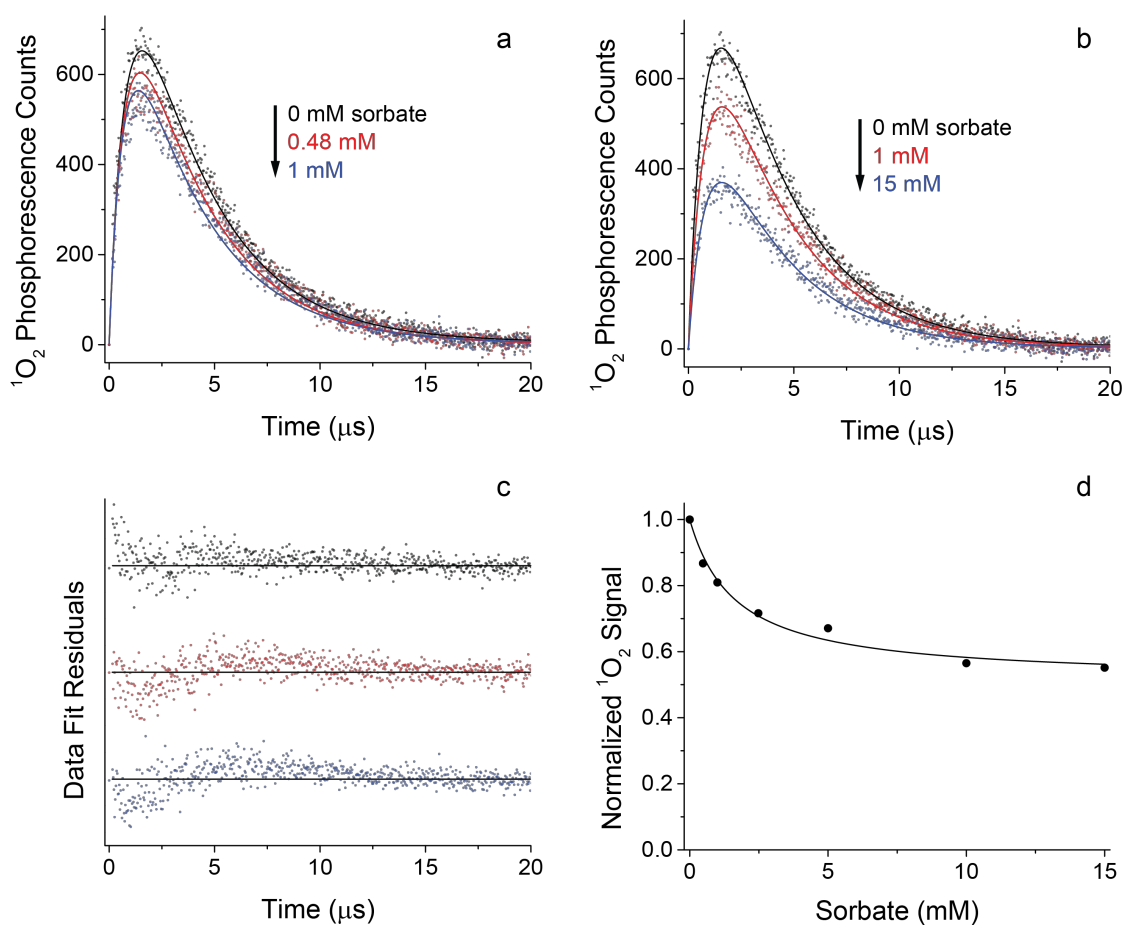 a
¹O₂ Phosphorescence Counts
600
400
200
0
0 mM sorbate
0.48 mM
1 mM
0 5 10 15 20
Time (μs)
b
¹O₂ Phosphorescence Counts
600
400
200
0
0 mM sorbate
1 mM
15 mM
0 5 10 15 20
Time (μs)
c
Data Fit Residuals
0 5 10 15 20
Time (μs)
d
Normalized ¹O₂ Signal
1.0
0.8
0.6
0.4
0.2
0.0
0 5 10 15
Sorbate (mM)